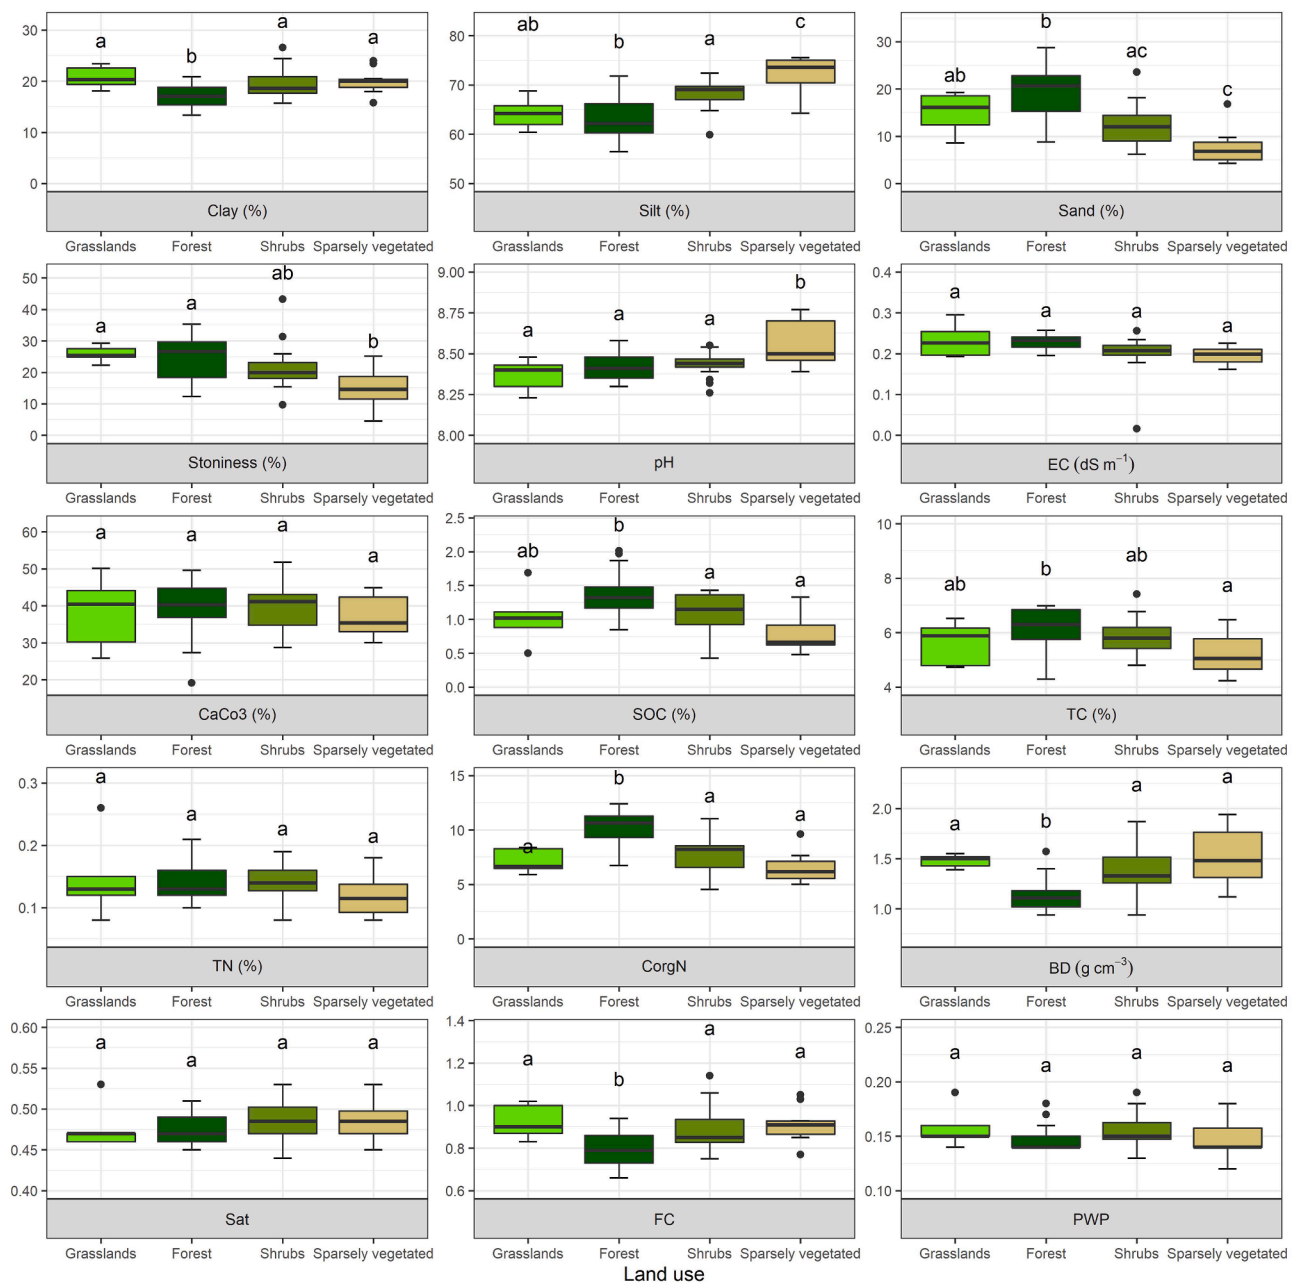 a b a a
30
20
10
0
Clay (%)
Grasslands Forest Shrubs Sparsely vegetated
ab b a c
80
70
60
50
Silt (%)
Grasslands Forest Shrubs Sparsely vegetated
ab b ac c
30
20
10
0
Sand (%)
Grasslands Forest Shrubs Sparsely vegetated
a a ab b
50
40
30
20
10
0
Stoniness (%)
Grasslands Forest Shrubs Sparsely vegetated
a a a b
9.00
8.75
8.50
8.25
8.00
pH
Grasslands Forest Shrubs Sparsely vegetated
a a a a
0.4
0.3
0.2
0.1
0.0
EC (dS m⁻¹)
Grasslands Forest Shrubs Sparsely vegetated
a a a a
60
50
40
30
20
CaCo3 (%)
Grasslands Forest Shrubs Sparsely vegetated
ab b a a
2.5
2.0
1.5
1.0
0.5
0.0
SOC (%)
Grasslands Forest Shrubs Sparsely vegetated
ab b ab a
10
8
6
4
TC (%)
Grasslands Forest Shrubs Sparsely vegetated
a a a a
0.3
0.2
0.1
TN (%)
Grasslands Forest Shrubs Sparsely vegetated
a b a a
15
10
5
0
CorgN
Grasslands Forest Shrubs Sparsely vegetated
a b a a
2.0
1.5
1.0
BD (g cm⁻³)
Grasslands Forest Shrubs Sparsely vegetated
a a a a
0.60
0.55
0.50
0.45
0.40
Sat
Grasslands Forest Shrubs Sparsely vegetated
a b a a
1.4
1.2
1.0
0.8
0.6
FC
Grasslands Forest Shrubs Sparsely vegetated
a a a a
0.25
0.20
0.15
0.10
PWP
Grasslands Forest Shrubs Sparsely vegetated
Land use